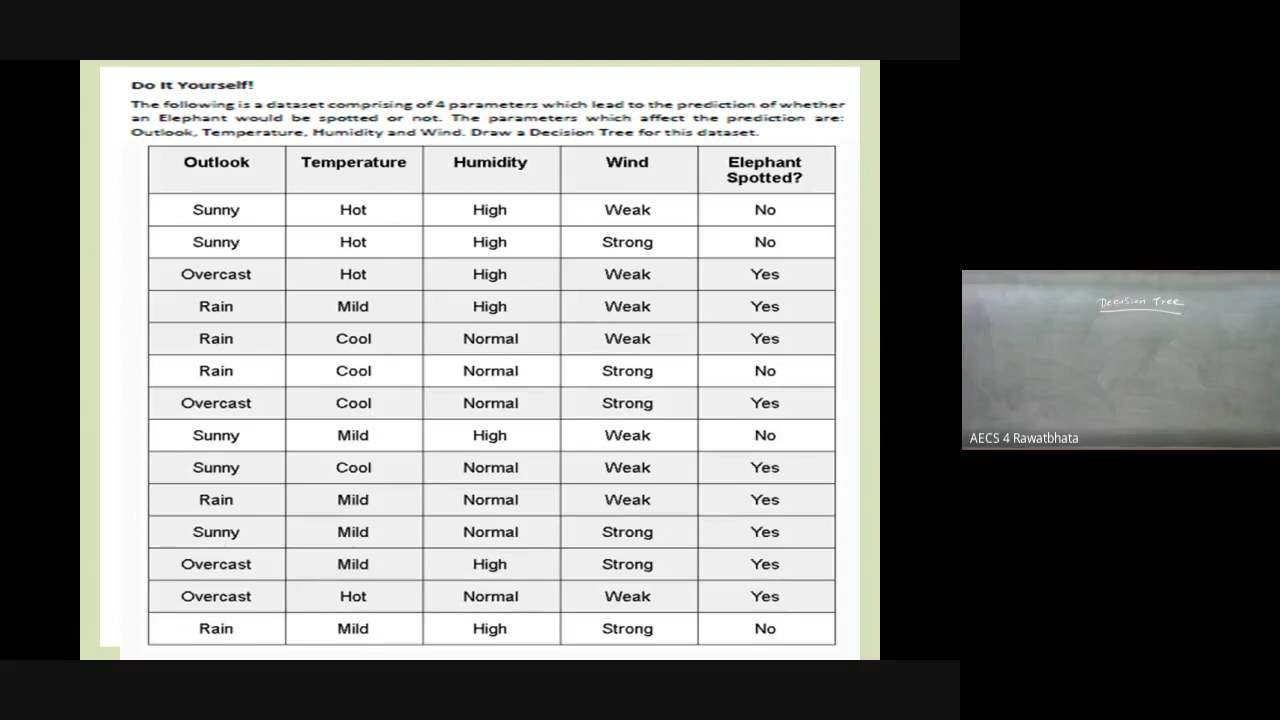 Do It Yourself!
The following is a dataset comprising of 4 parameters which lead to the prediction of whether
an Elephant would be spotted or not. The parameters which affect the prediction are:
Outlook, Temperature, Humidity and Wind. Draw a Decision Tree for this dataset.
Outlook Temperature Humidity Wind Elephant Spotted?
Sunny Hot High Weak No
Sunny Hot High Strong No
Overcast Hot High Weak Yes
Rain Mild High Weak Yes
Rain Cool Normal Weak Yes
Rain Cool Normal Strong No
Overcast Cool Normal Strong Yes
Sunny Mild High Weak No
Sunny Cool Normal Weak Yes
Rain Mild Normal Weak Yes
Sunny Mild Normal Strong Yes
Overcast Mild High Strong Yes
Overcast Hot Normal Weak Yes
Rain Mild High Strong No
Decision Tree
AECS 4 Rawatbhata